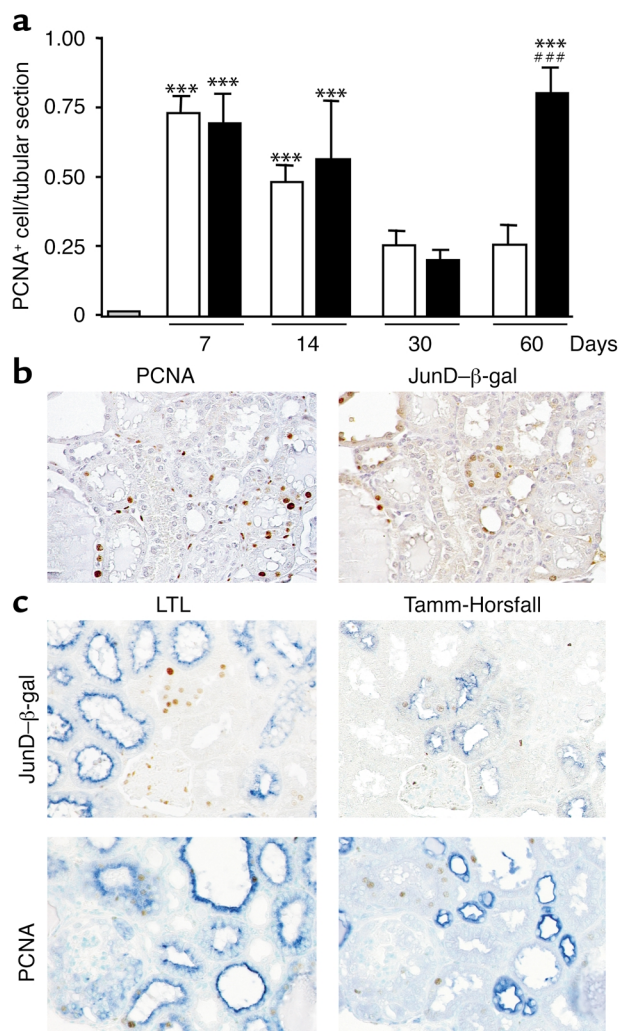 a
1.00
0.75
0.50
0.25
0
PCNA⁺ cell/tubular section
***
***
***
***
***
###
7
14
30
60
Days
b
PCNA
JunD–β-gal
c
LTL
Tamm-Horsfall
JunD–β-gal
PCNA